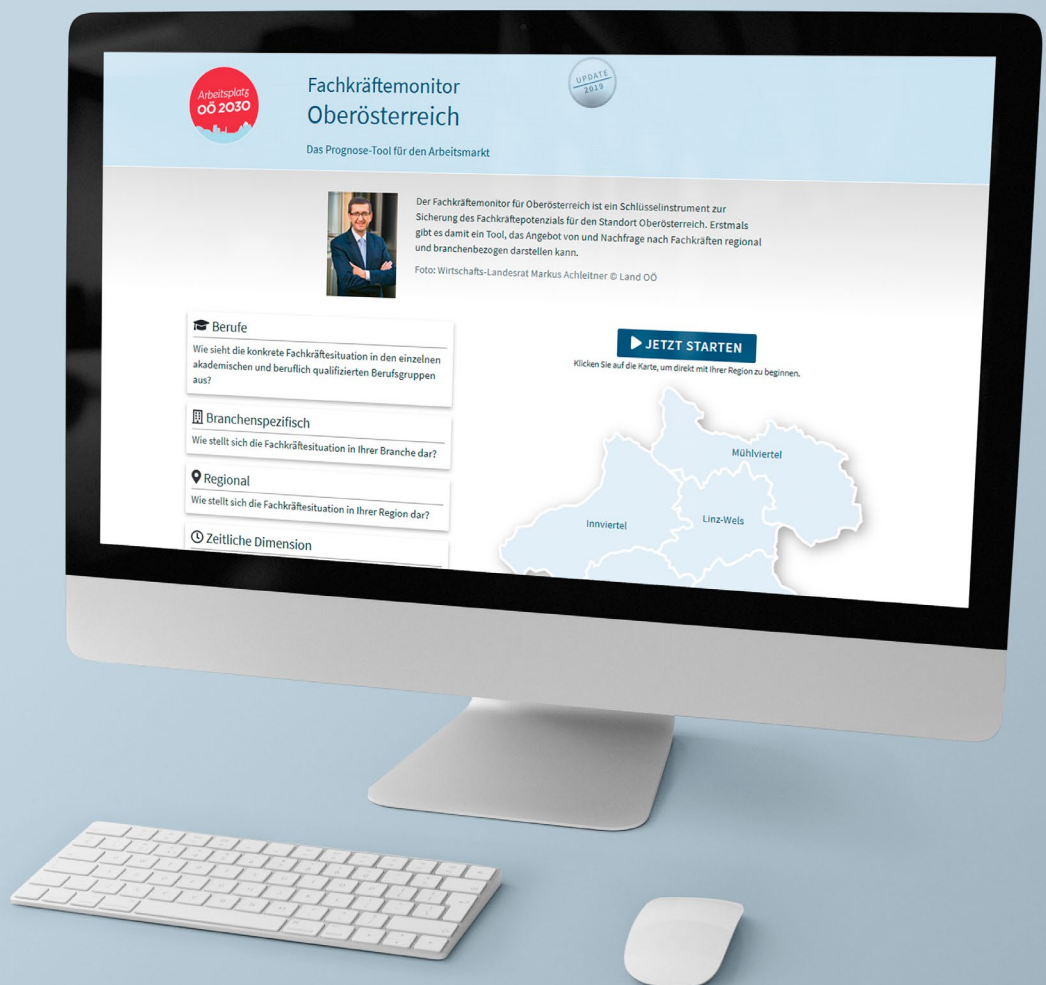 Arbeitsplatz
OÖ 2030
Fachkräftemonitor
Oberösterreich
Das Prognose-Tool für den Arbeitsmarkt
UPDATE
2019
Der Fachkräftemonitor für Oberösterreich ist ein Schlüsselinstrument zur
Sicherung des Fachkräftepotenzials für den Standort Oberösterreich. Erstmals
gibt es damit ein Tool, das Angebot von und Nachfrage nach Fachkräften regional
und branchenbezogen darstellen kann.
Foto: Wirtschafts-Landesrat Markus Achleitner © Land OÖ
Berufe
Wie sieht die konkrete Fachkräftesituation in den einzelnen
akademischen und beruflich qualifizierten Berufsgruppen
aus?
Branchenspezifisch
Wie stellt sich die Fachkräftesituation in Ihrer Branche dar?
Regional
Wie stellt sich die Fachkräftesituation in Ihrer Region dar?
Zeitliche Dimension
JETZT STARTEN
Klicken Sie auf die Karte, um direkt mit Ihrer Region zu beginnen.
Mühlviertel
Linz-Wels
Innviertel